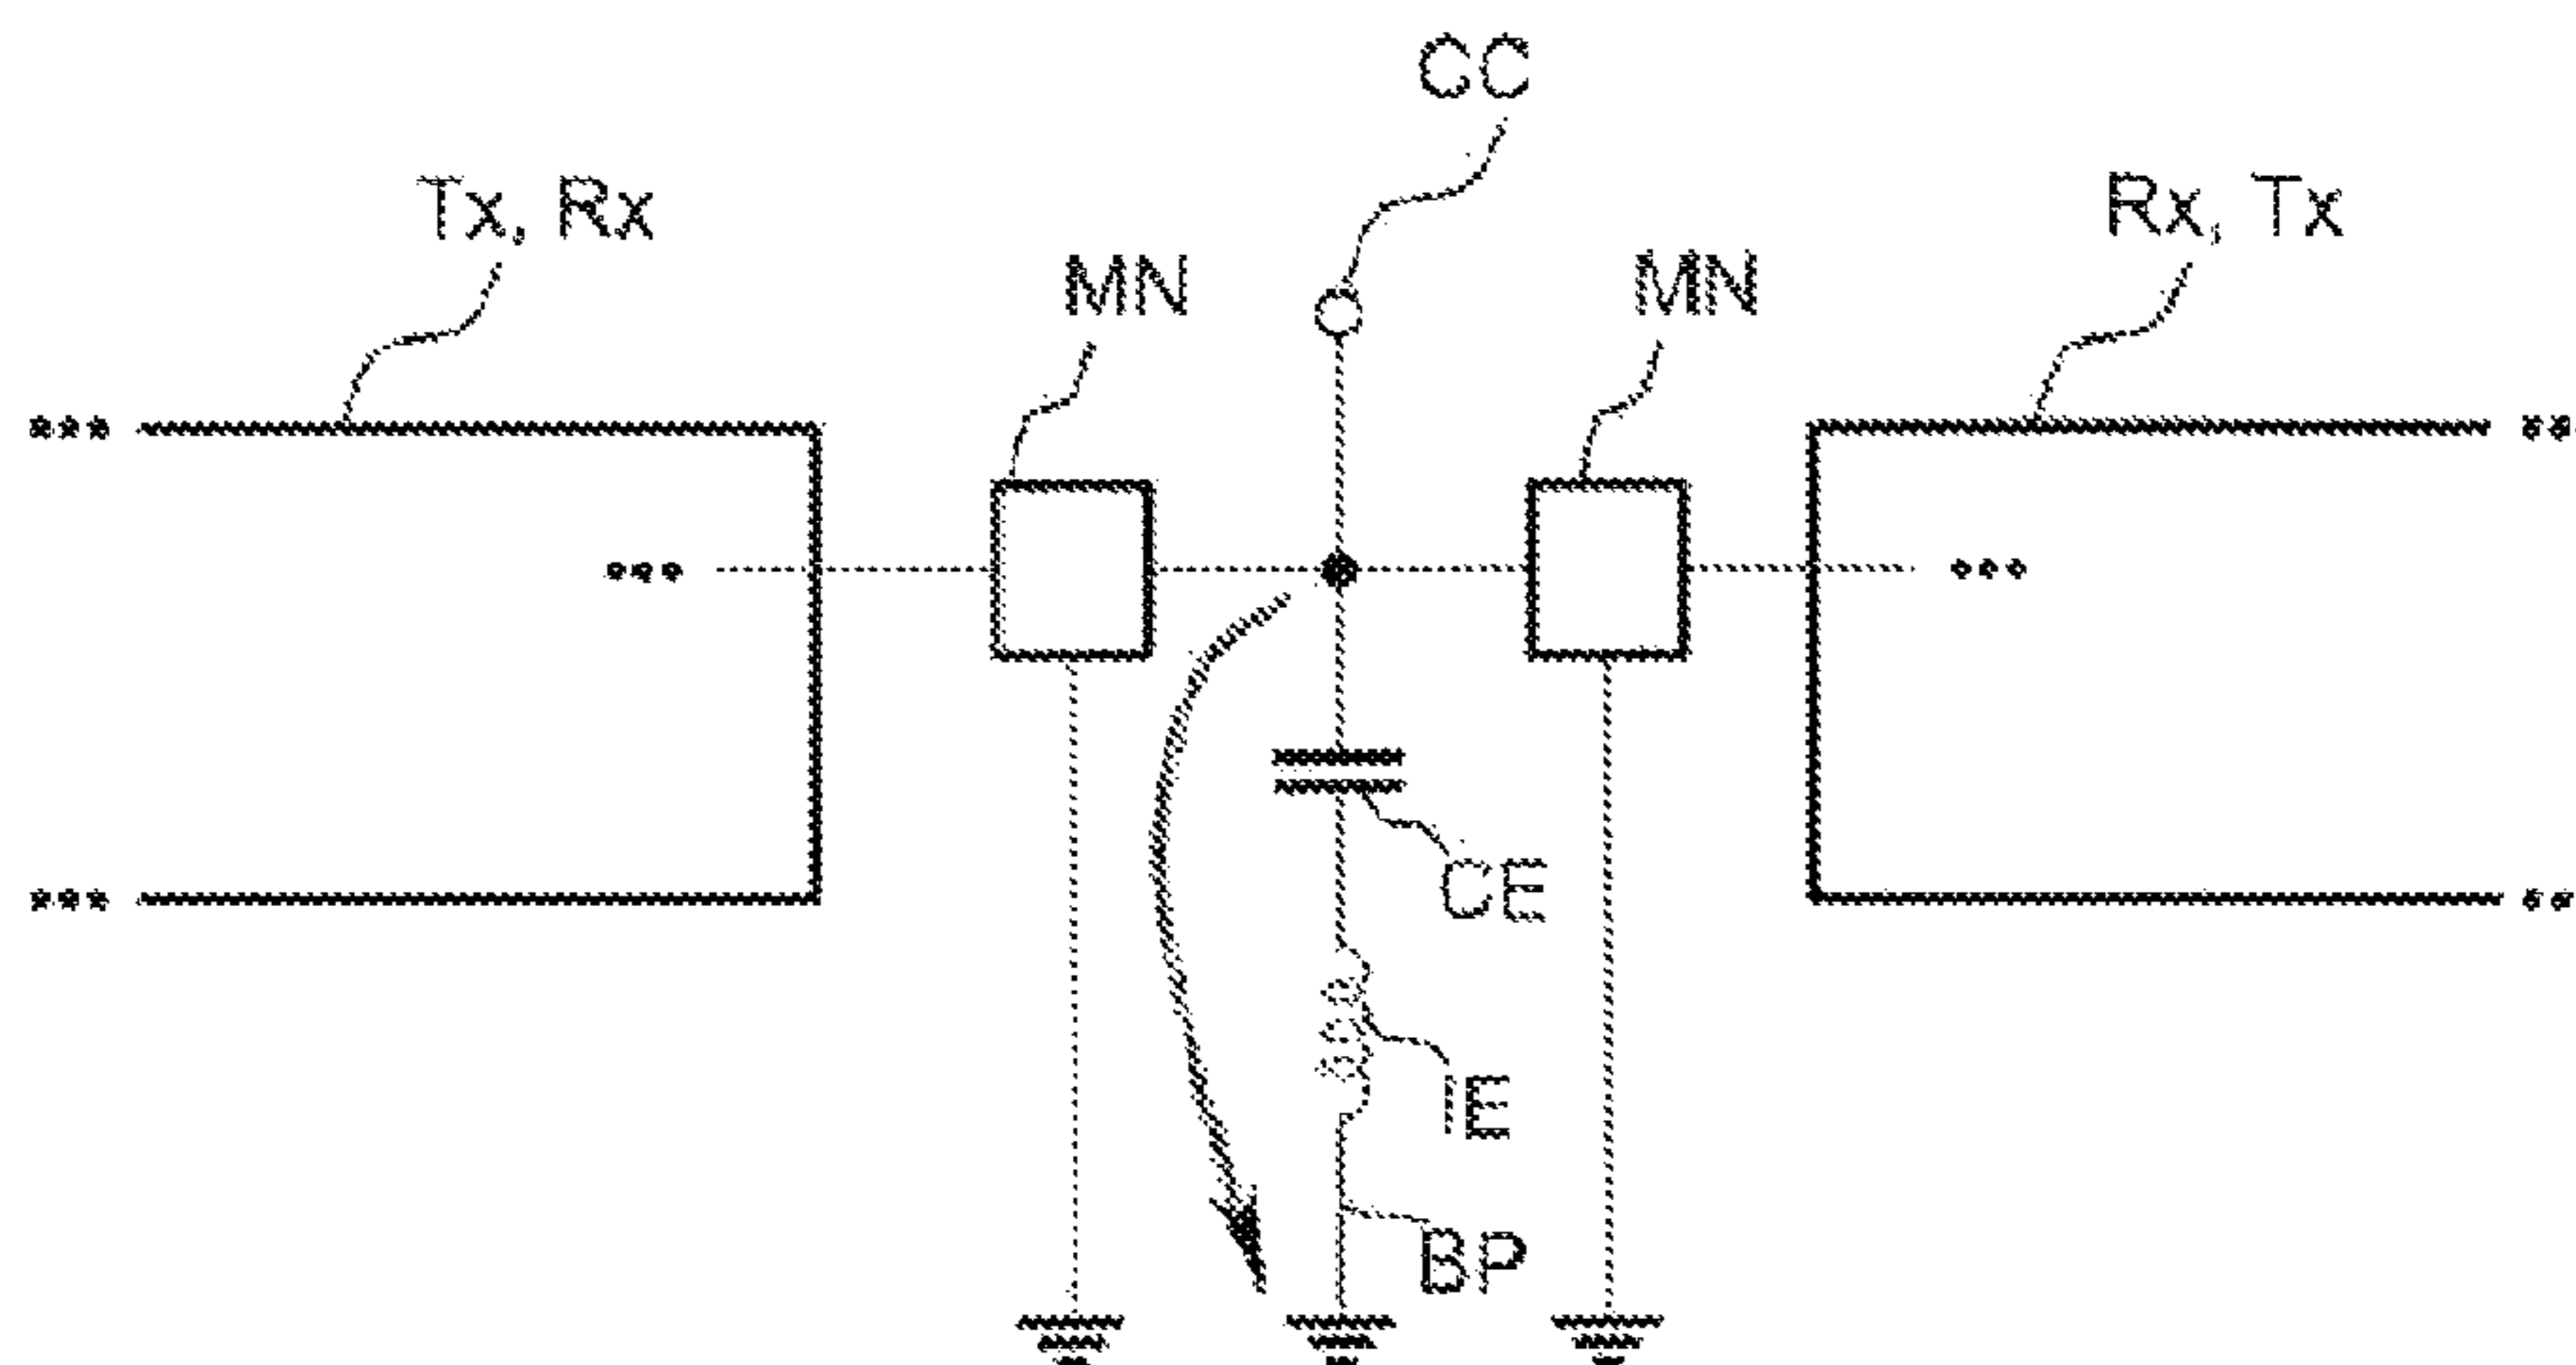 CC
Tx, Rx
Rx, Tx
MN
MN
CE
IE
BP